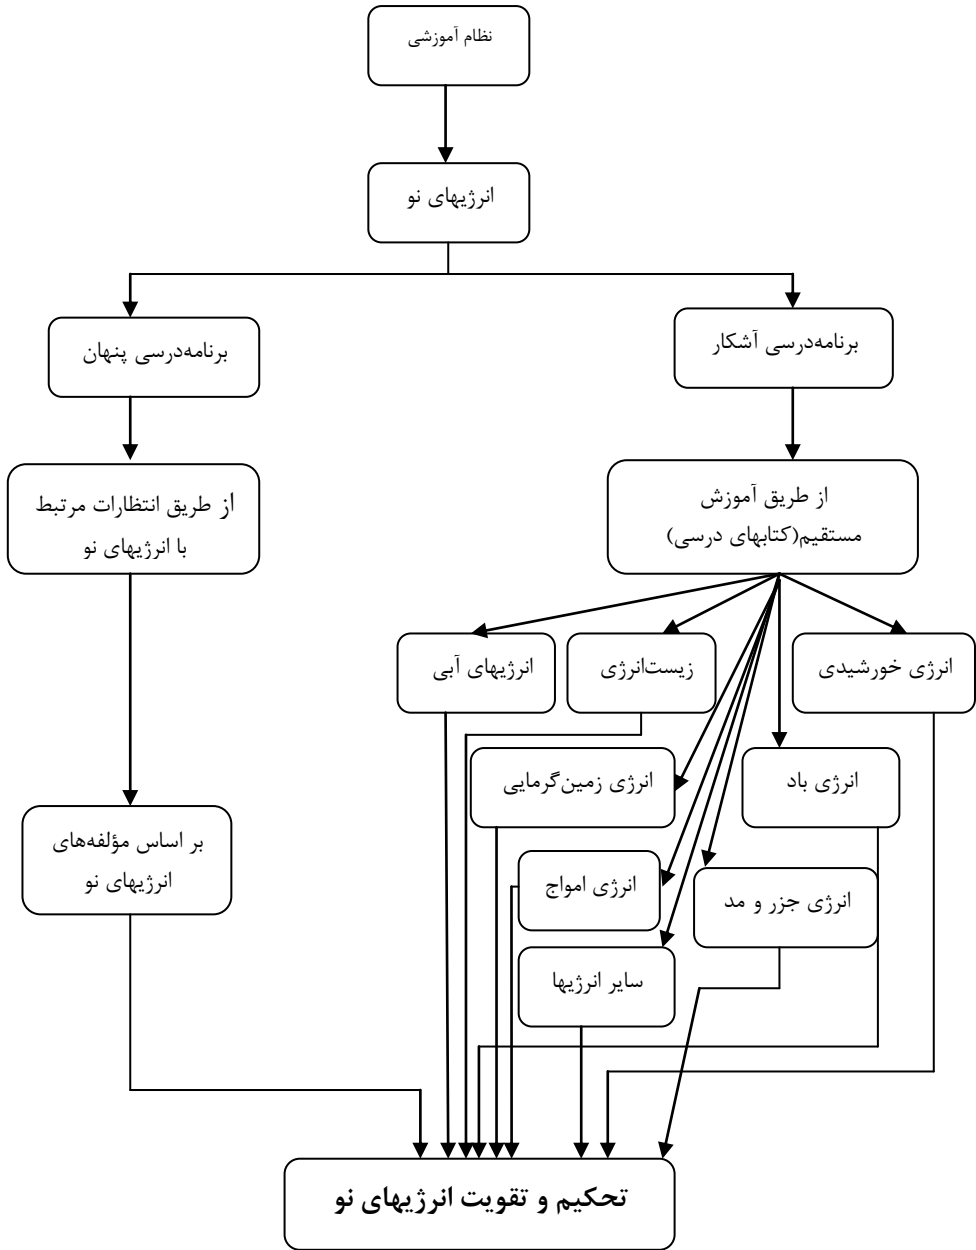 نظام آموزشی
انرژیهای نو
برنامه‌درسی آشکار
برنامه‌درسی پنهان
از طریق آموزش
مستقیم(کتابهای درسی)
از طریق انتظارات مرتبط
با انرژیهای نو
انرژی خورشیدی
زیست‌انرژی
انرژیهای آبی
انرژی باد
انرژی زمین‌گرمایی
انرژی جزر و مد
انرژی امواج
سایر انرژیها
بر اساس مؤلفه‌های
انرژیهای نو
تحکیم و تقویت انرژیهای نو